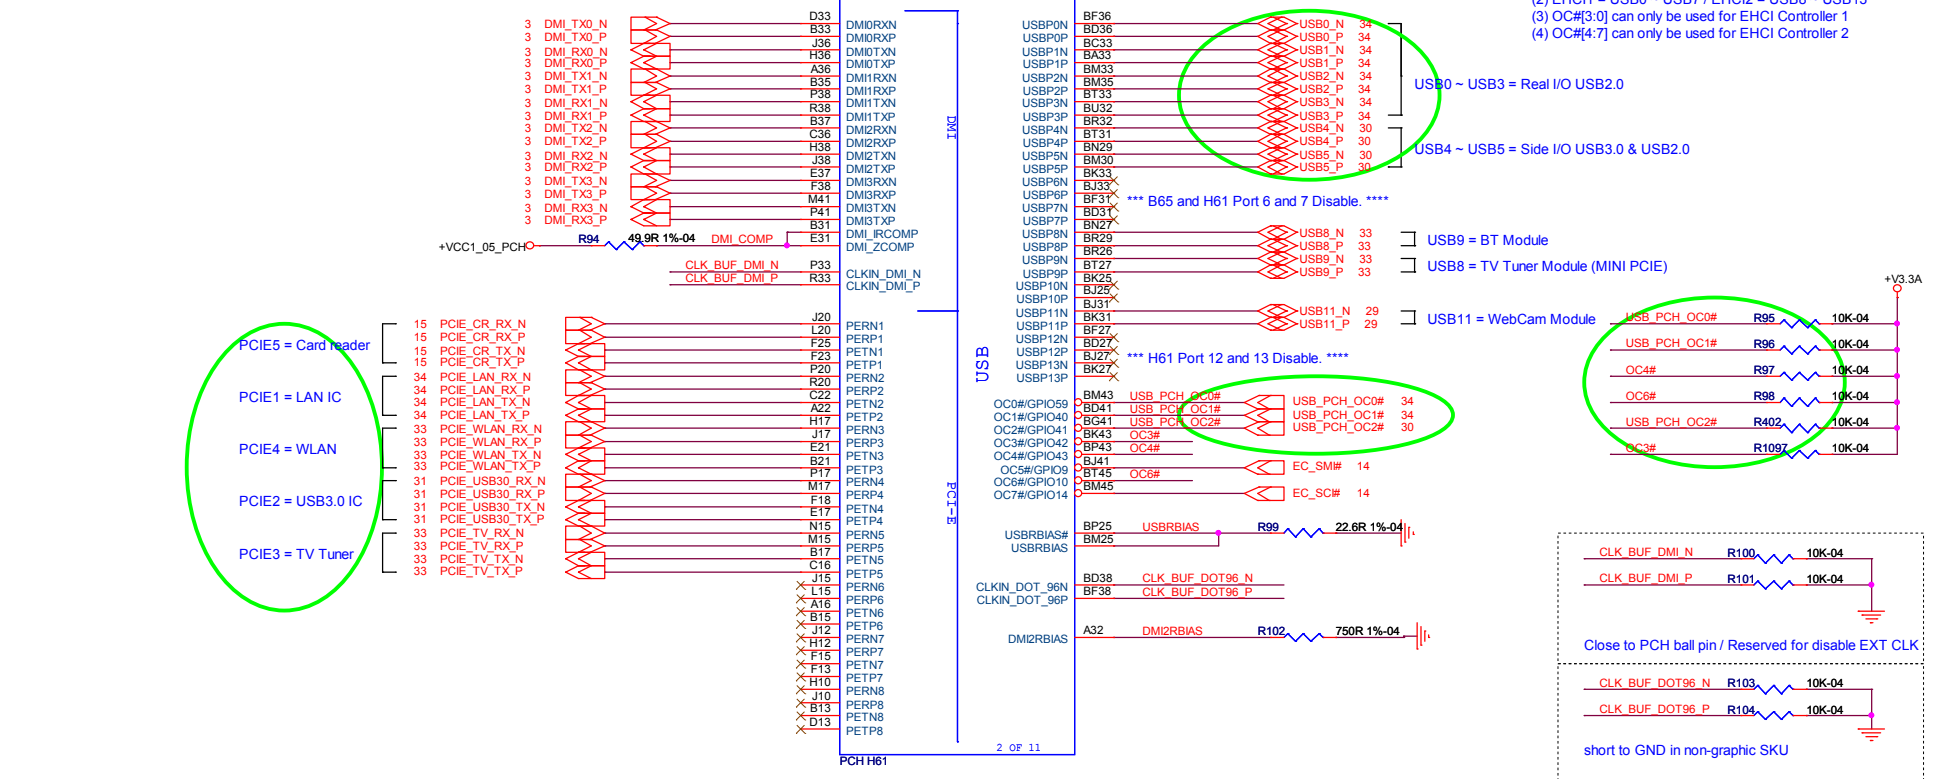 (2) EHCI1 = USB0 ~ USB7 / EHCI2 = USB8 ~ USB13
(3) OC#[3:0] can only be used for EHCI Controller 1
(4) OC#[4:7] can only be used for EHCI Controller 2
3 DMI_TX0_N D33 DMI0RXN
3 DMI_TX0_P B33 DMI0RXP
3 DMI_RX0_N J36 DMI0TXN
3 DMI_RX0_P H36 DMI0TXP
3 DMI_TX1_N A36 DMI1RXN
3 DMI_TX1_P B35 DMI1RXP
3 DMI_RX1_N P38 DMI1TXN
3 DMI_RX1_P R38 DMI1TXP
3 DMI_TX2_N B37 DMI2RXN
3 DMI_TX2_P C36 DMI2RXP
3 DMI_RX2_N H38 DMI2TXN
3 DMI_RX2_P J38 DMI2TXP
3 DMI_TX3_N E37 DMI3RXN
3 DMI_TX3_P F38 DMI3RXP
3 DMI_RX3_N M41 DMI3TXN
3 DMI_RX3_P P41 DMI3TXP
B31 DMI_IRCOMP
+VCC1_05_PCH R94 49.9R 1%-04 DMI_COMP E31 DMI_ZCOMP
CLK_BUF_DMI_N P33 CLKIN_DMI_N
CLK_BUF_DMI_P R33 CLKIN_DMI_P
DMI
15 PCIE_CR_RX_N J20 PERN1
15 PCIE_CR_RX_P L20 PERP1
PCIE5 = Card reader
15 PCIE_CR_TX_N F25 PETN1
15 PCIE_CR_TX_P F23 PETP1
34 PCIE_LAN_RX_N P20 PERN2
34 PCIE_LAN_RX_P R20 PERP2
PCIE1 = LAN IC
34 PCIE_LAN_TX_N C22 PETN2
34 PCIE_LAN_TX_P A22 PETP2
33 PCIE_WLAN_RX_N H17 PERN3
33 PCIE_WLAN_RX_P J17 PERP3
PCIE4 = WLAN
33 PCIE_WLAN_TX_N E21 PETN3
33 PCIE_WLAN_TX_P B21 PETP3
31 PCIE_USB30_RX_N P17 PERN4
31 PCIE_USB30_RX_P M17 PERP4
PCIE2 = USB3.0 IC
31 PCIE_USB30_TX_N F18 PETN4
31 PCIE_USB30_TX_P E17 PETP4
33 PCIE_TV_RX_N N15 PERN5
33 PCIE_TV_RX_P M15 PERP5
PCIE3 = TV Tuner
33 PCIE_TV_TX_N B17 PETN5
33 PCIE_TV_TX_P C16 PETP5
J15 PERN6
L15 PERP6
A16 PETN6
B15 PETP6
J12 PERN7
H12 PERP7
F15 PETN7
F13 PETP7
H10 PERN8
J10 PERP8
B13 PETN8
D13 PETP8
PCI-E
USB
2 OF 11
PCH H61
USBP0N BF36 USB0_N 34
USBP0P BD36 USB0_P 34
USBP1N BC33 USB1_N 34
USBP1P BA33 USB1_P 34
USBP2N BM33 USB2_N 34
USBP2P BM35 USB2_P 34
USBP3N BT33 USB3_N 34
USBP3P BU32 USB3_P 34
USB0 ~ USB3 = Real I/O USB2.0
USBP4N BR32 USB4_N 30
USBP4P BT31 USB4_P 30
USBP5N BN29 USB5_N 30
USBP5P BM30 USB5_P 30
USB4 ~ USB5 = Side I/O USB3.0 & USB2.0
USBP6N BK33
USBP6P BJ33
USBP7N BF31
USBP7P BD31
*** B65 and H61 Port 6 and 7 Disable. ****
USBP8N BN27 USB8_N 33
USBP8P BR29 USB8_P 33
USB9 = BT Module
USBP9N BR26 USB9_N 33
USBP9P BT27 USB9_P 33
USB8 = TV Tuner Module (MINI PCIE)
USBP10N BK25
USBP10P BJ25
USBP11N BJ31 USB11_N 29
USBP11P BK31 USB11_P 29
USB11 = WebCam Module
USBP12N BF27
USBP12P BD27
USBP13N BJ27
USBP13P BK27
*** H61 Port 12 and 13 Disable. ****
OC0#/GPIO59 BM43 USB_PCH_OC0# USB_PCH_OC0# 34
OC1#/GPIO40 BD41 USB_PCH_OC1# USB_PCH_OC1# 34
OC2#/GPIO41 BG41 USB_PCH_OC2# USB_PCH_OC2# 30
OC3#/GPIO42 BK43 OC3#
OC4#/GPIO43 BP43 OC4#
OC5#/GPIO9 BJ41 EC_SMI# 14
OC6#/GPIO10 BT45 OC6#
OC7#/GPIO14 BM45 EC_SCI# 14
USBRBIAS# BP25 USBRBIAS R99 22.6R 1%-04
USBRBIAS BM25
CLKIN_DOT_96N BD38 CLK_BUF_DOT96_N
CLKIN_DOT_96P BF38 CLK_BUF_DOT96_P
DMI2RBIAS A32 DMI2RBIAS R102 750R 1%-04
+V3.3A
USB_PCH_OC0# R95 10K-04
USB_PCH_OC1# R96 10K-04
OC4# R97 10K-04
OC6# R98 10K-04
USB_PCH_OC2# R402 10K-04
OC3# R1097 10K-04
CLK_BUF_DMI_N R100 10K-04
CLK_BUF_DMI_P R101 10K-04
Close to PCH ball pin / Reserved for disable EXT CLK
CLK_BUF_DOT96_N R103 10K-04
CLK_BUF_DOT96_P R104 10K-04
short to GND in non-graphic SKU